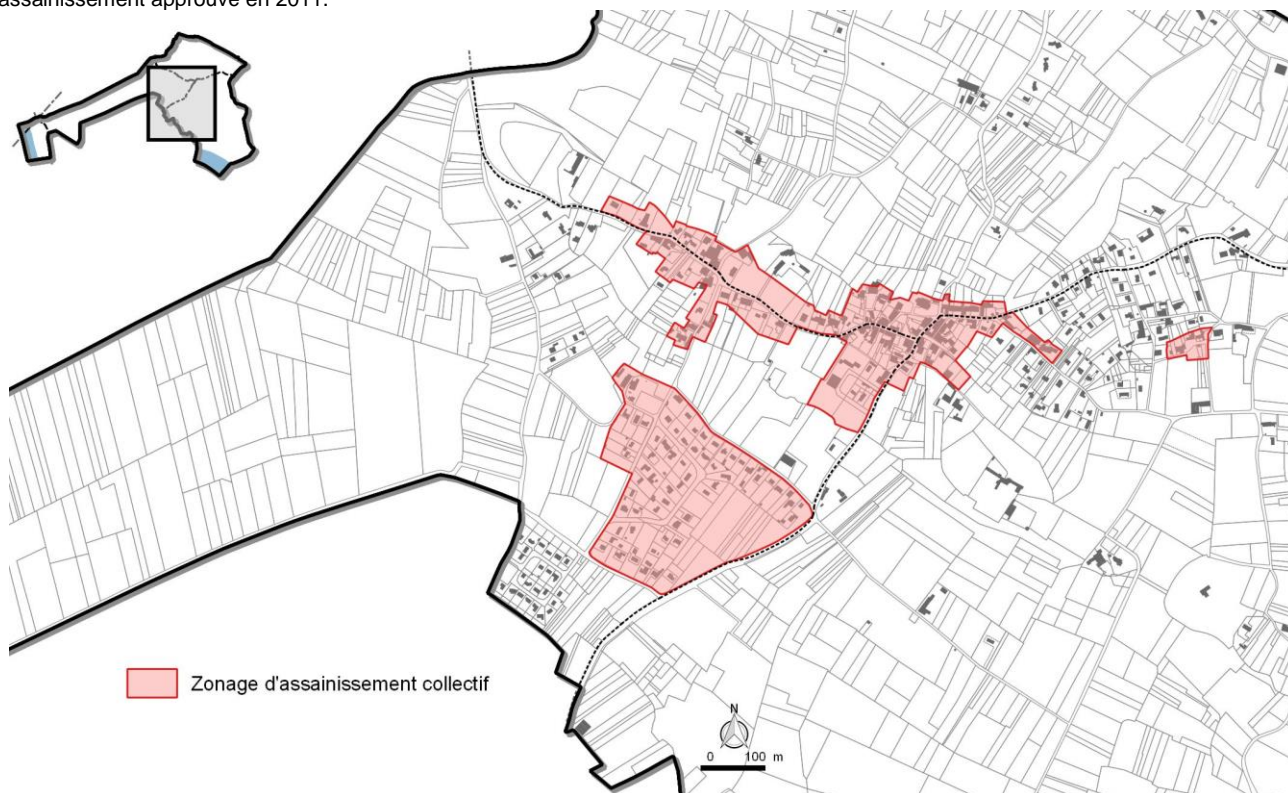 assainissement approuvé en 2011.
Zonage d'assainissement collectif
N
0 100 m